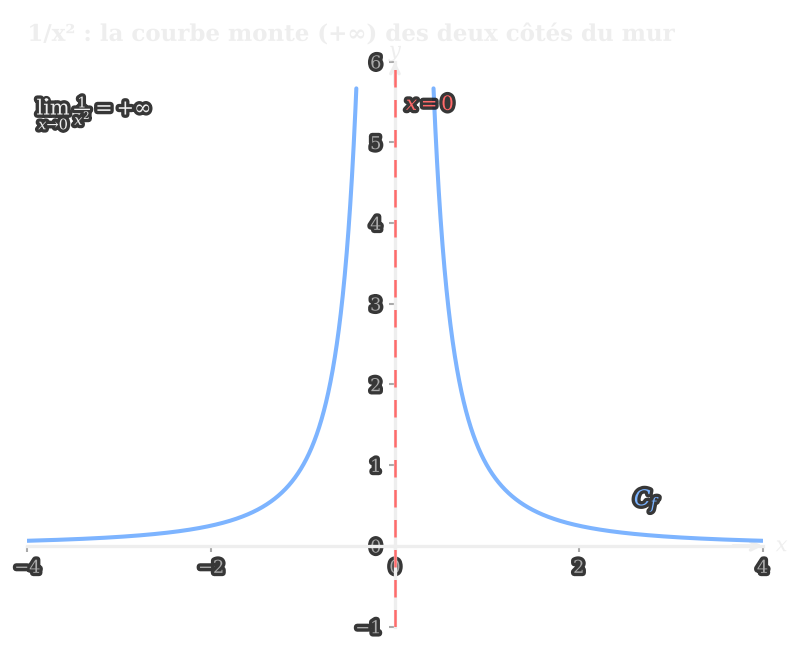 1/x² : la courbe monte (+∞) des deux côtés du mur
y
6
lim x→0 1/x² = +∞
x = 0
5
4
3
2
1
C_f
0
x
−4 −2 0 2 4
−1